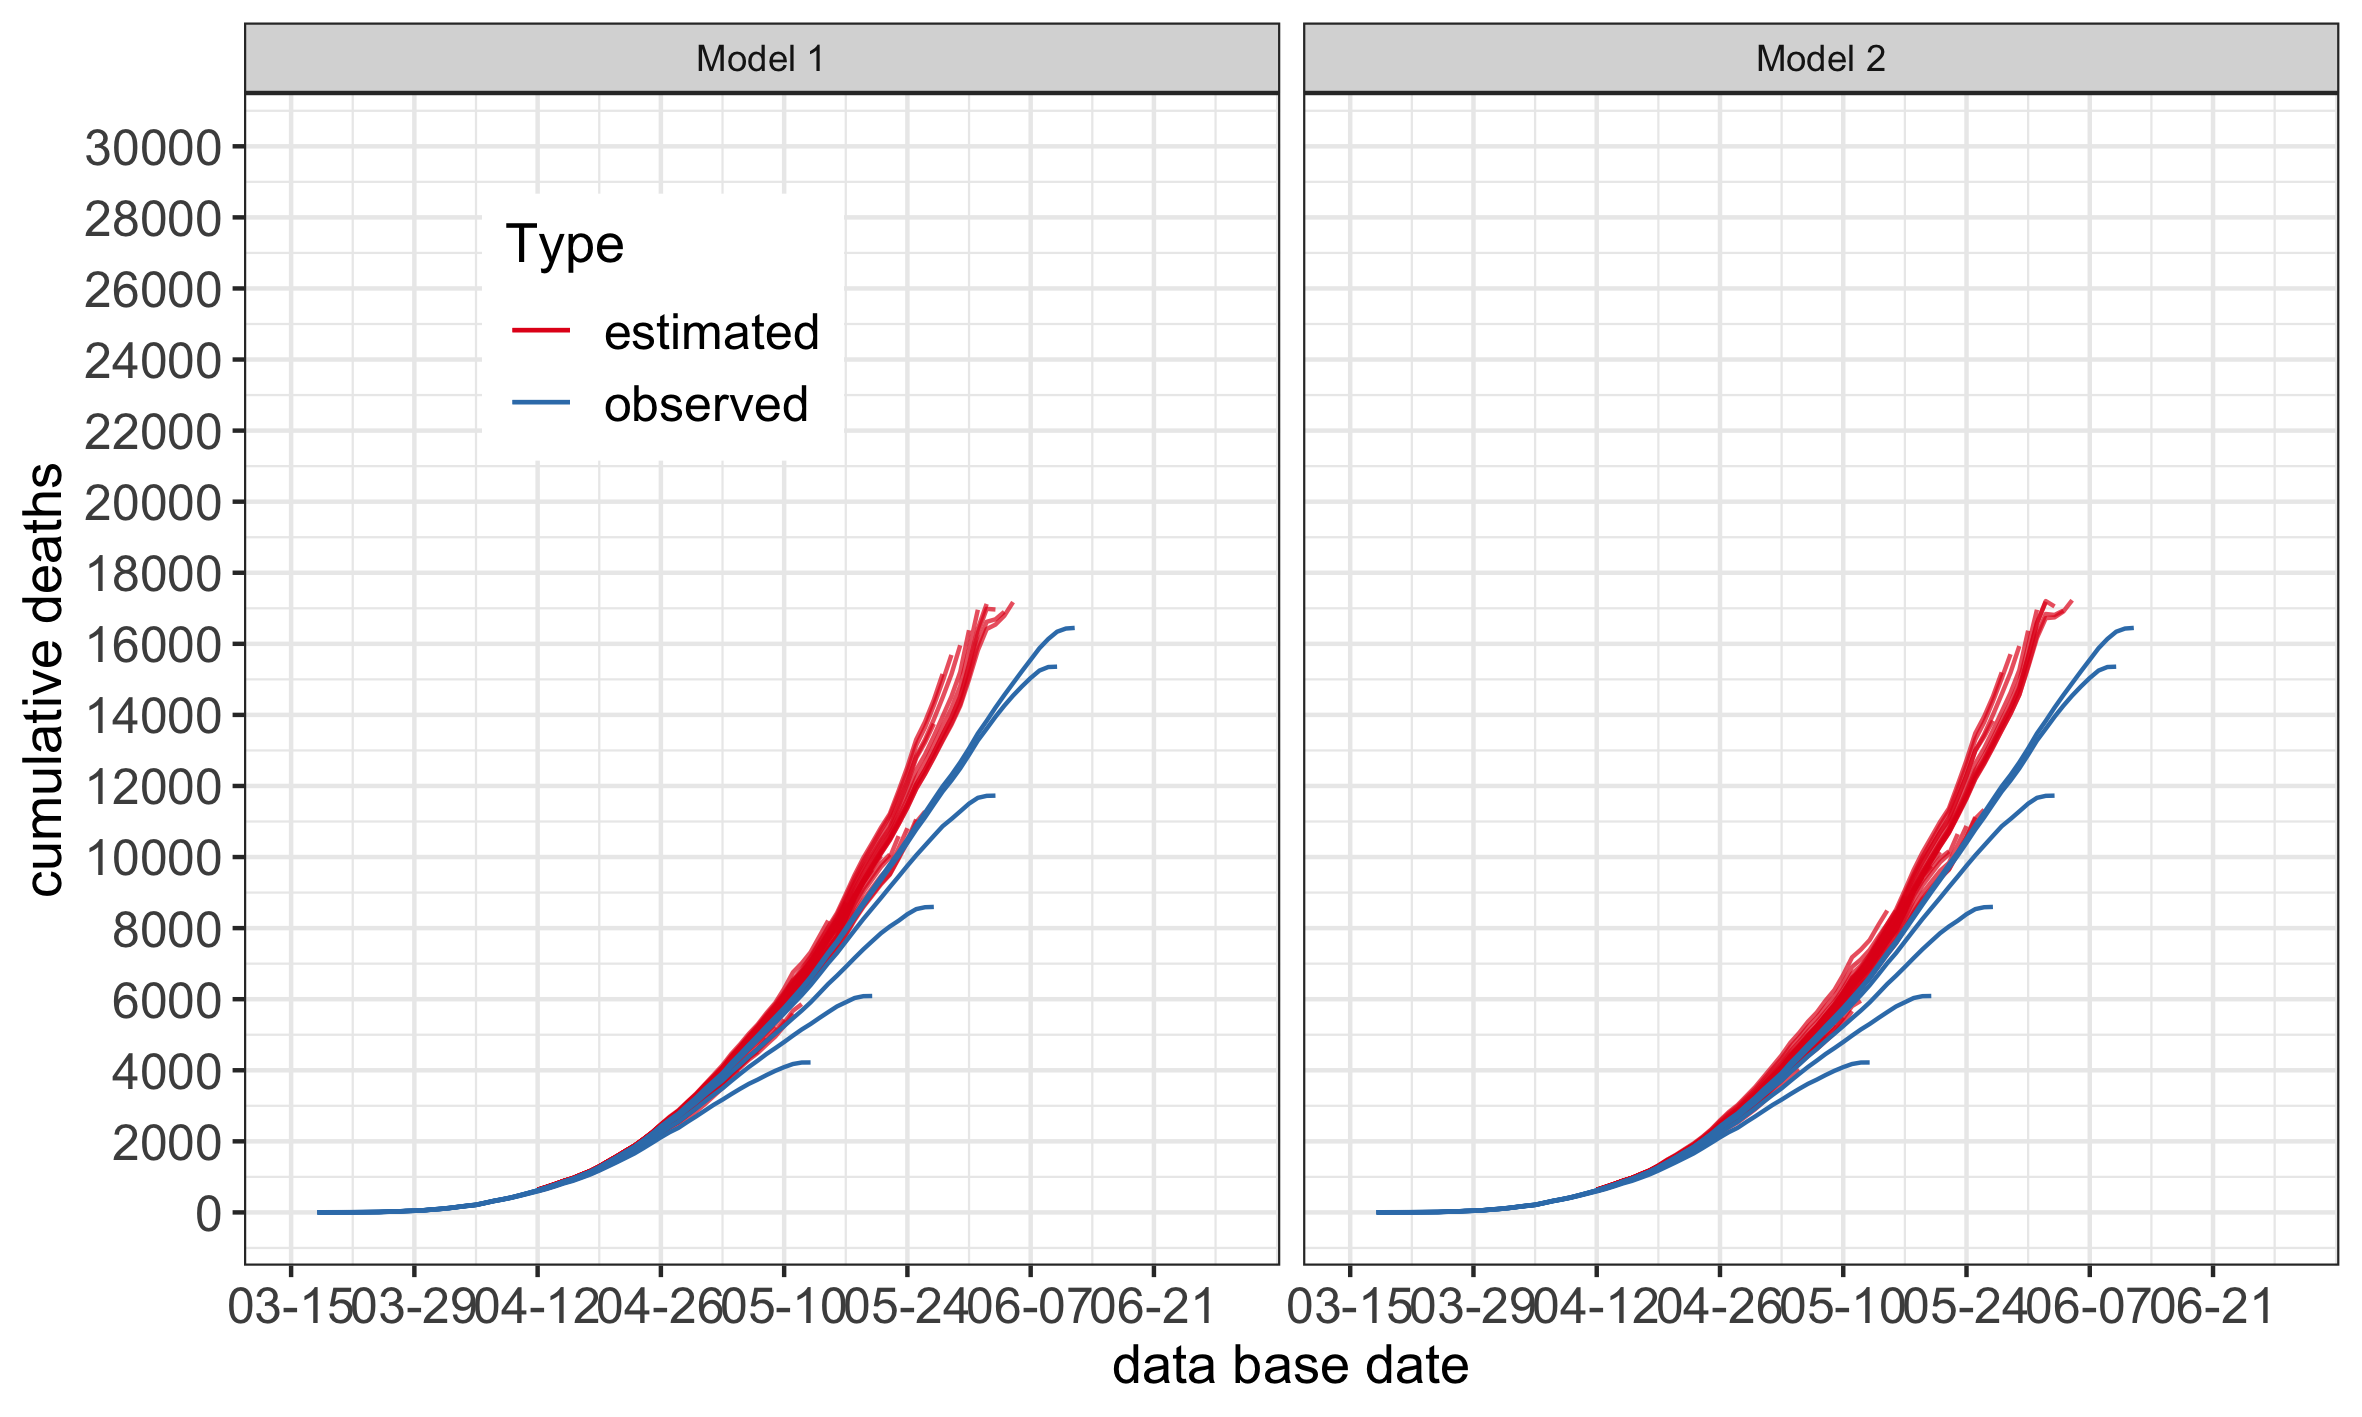 Model 1
Model 2
30000
28000
26000
24000
22000
20000
18000
16000
14000
12000
10000
8000
6000
4000
2000
0
cumulative deaths
Type
estimated
observed
03-15 03-29 04-12 04-26 05-10 05-24 06-07 06-21
03-15 03-29 04-12 04-26 05-10 05-24 06-07 06-21
data base date